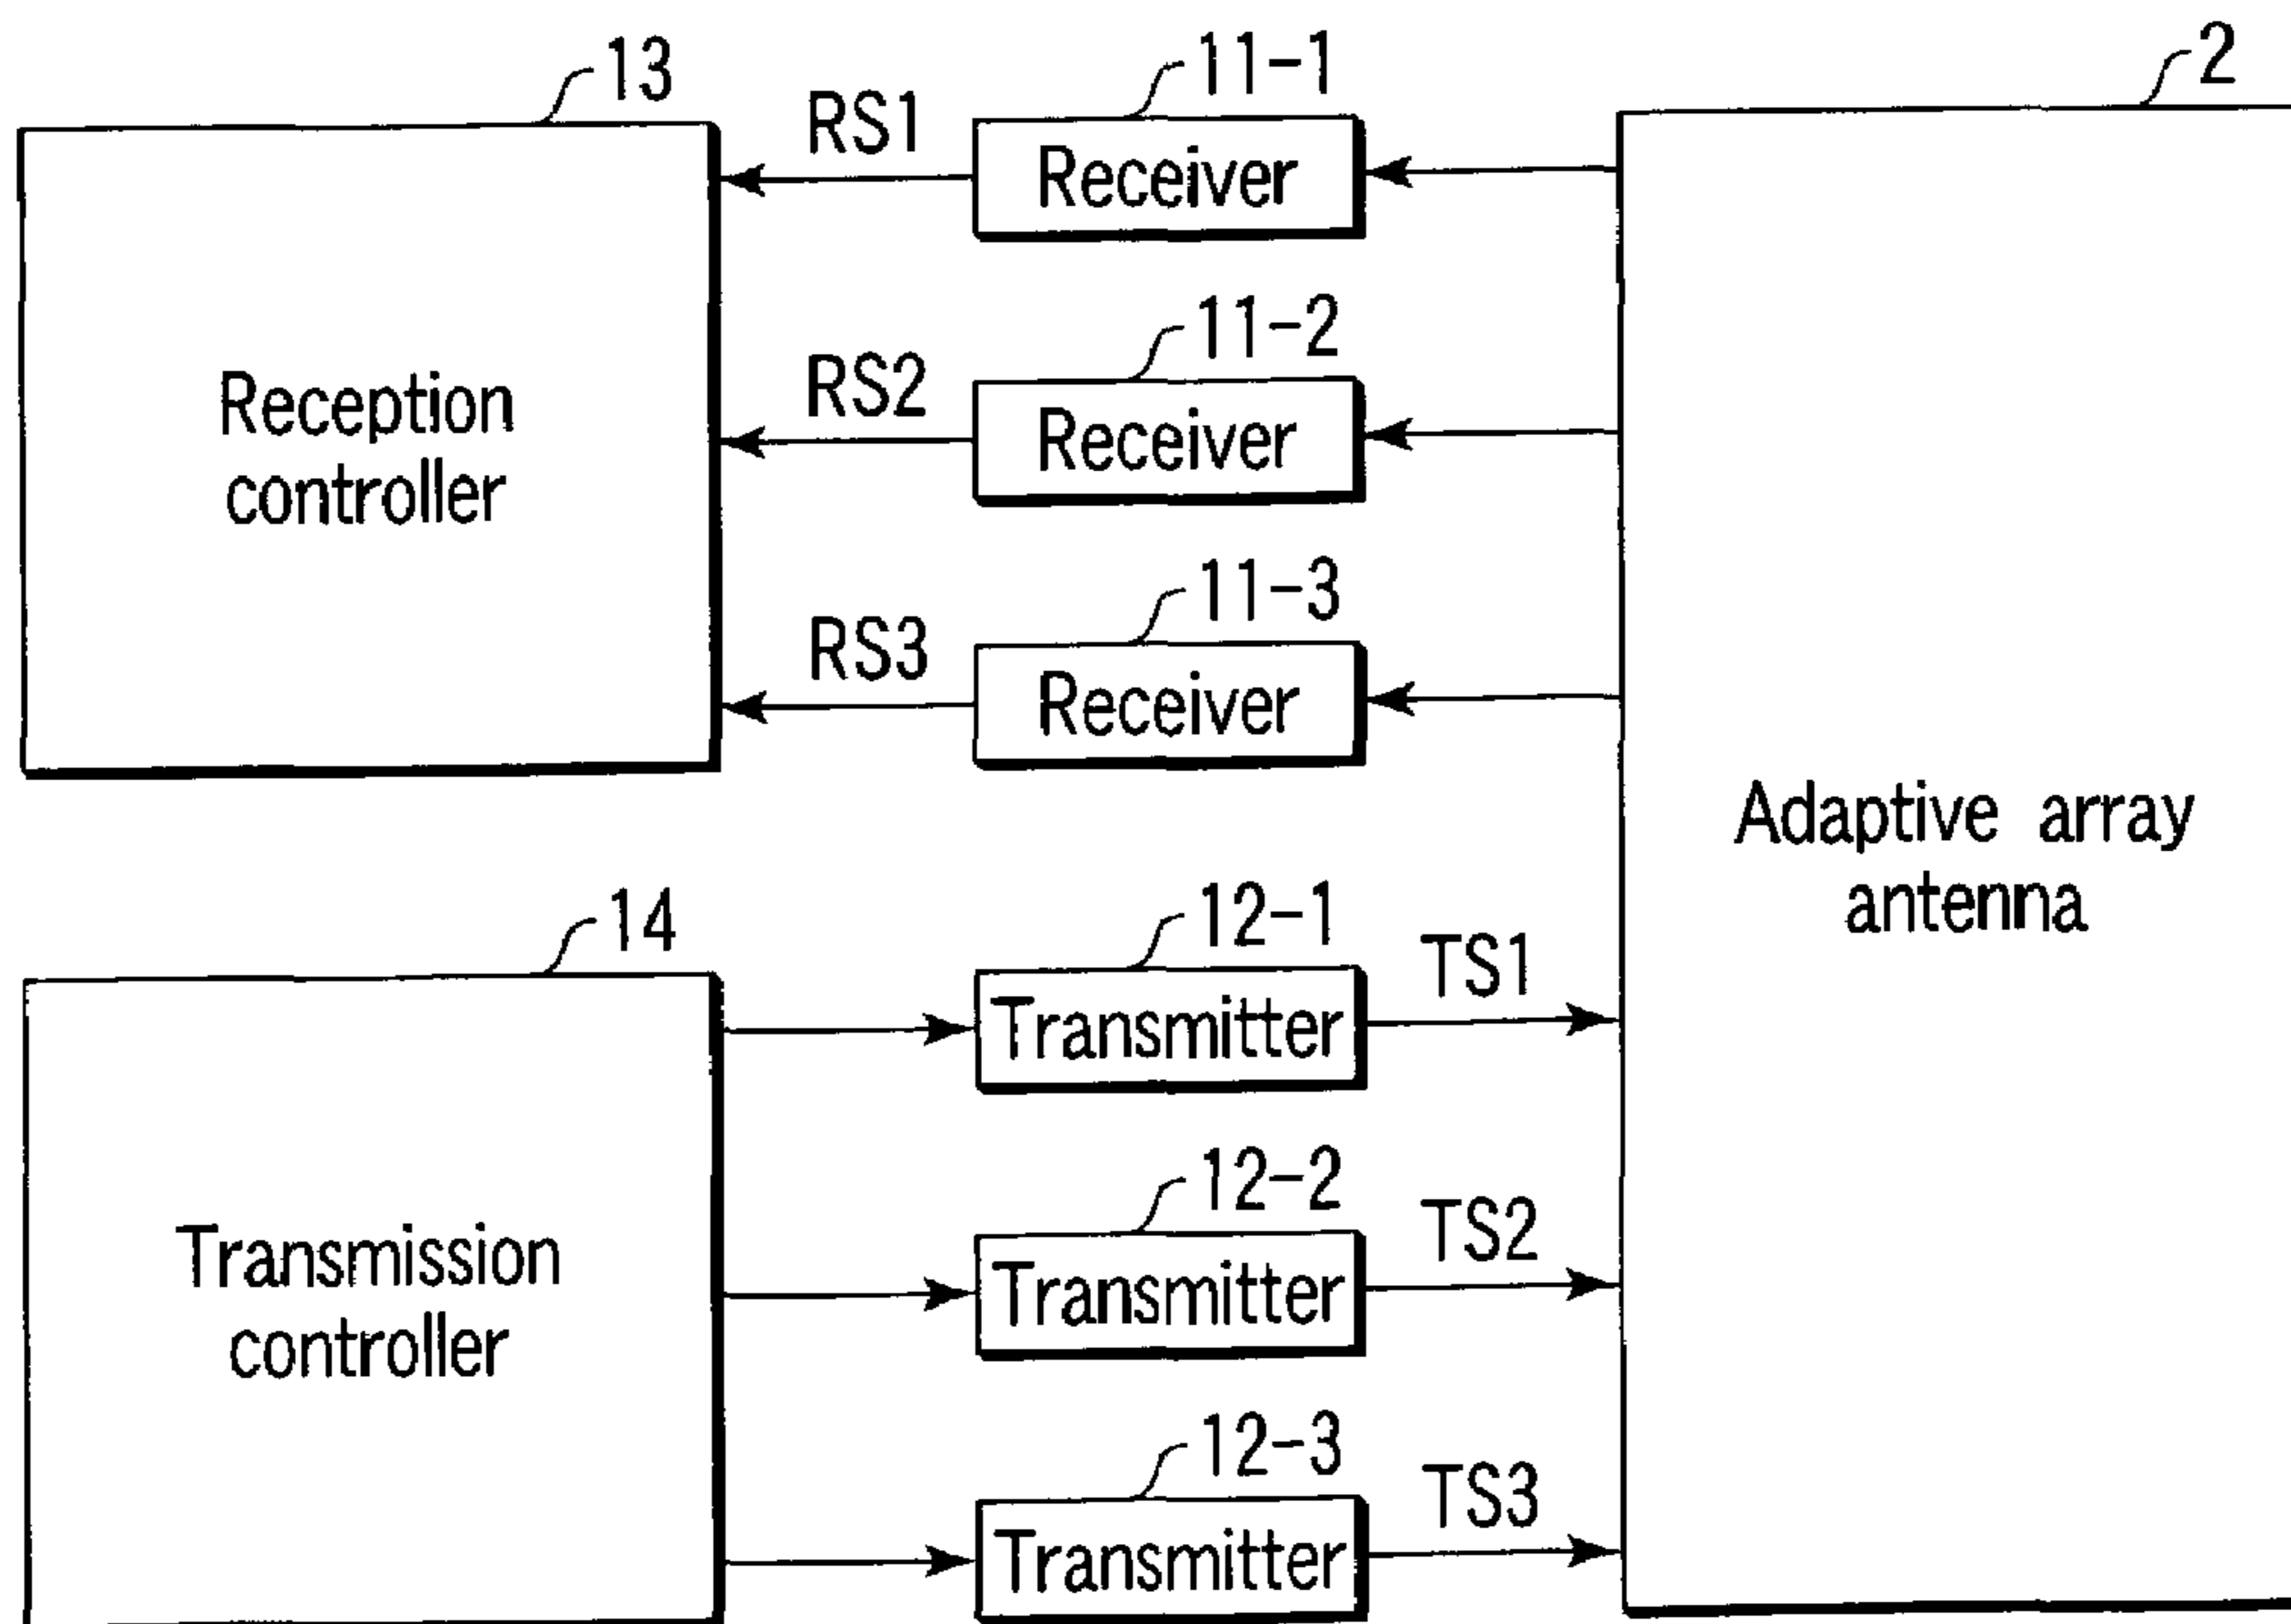 13
11-1
2
RS1
Receiver
11-2
RS2
Receiver
Reception
controller
11-3
RS3
Receiver
Adaptive array
antenna
14
12-1
TS1
Transmitter
12-2
TS2
Transmitter
Transmission
controller
12-3
TS3
Transmitter